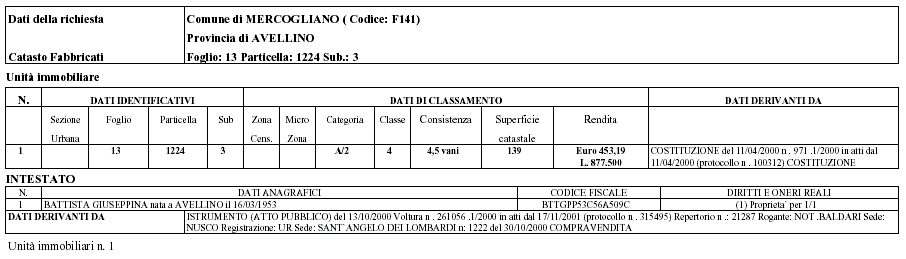 Dati della richiesta Comune di MERCOGLIANO ( Codice: F141)
Provincia di AVELLINO
Catasto Fabbricati Foglio: 13 Particella: 1224 Sub.: 3
Unità immobiliare
N. DATI IDENTIFICATIVI DATI DI CLASSAMENTO DATI DERIVANTI DA
Sezione Foglio Particella Sub Zona Micro Categoria Classe Consistenza Superficie Rendita
Urbana Cens. Zona catastale
1 13 1224 3 A/2 4 4,5 vani 139 Euro 453,19 COSTITUZIONE del 11/04/2000 n . 971 .1/2000 in atti dal
L. 877.500 11/04/2000 (protocollo n . 100312) COSTITUZIONE
INTESTATO
N. DATI ANAGRAFICI CODICE FISCALE DIRITTI E ONERI REALI
1 BATTISTA GIUSEPPINA nata a AVELLINO il 16/03/1953 BTTGPP53C56A509C (1) Proprieta` per 1/1
DATI DERIVANTI DA ISTRUMENTO (ATTO PUBBLICO) del 13/10/2000 Voltura n . 261056 .1/2000 in atti dal 17/11/2001 (protocollo n . 315495) Repertorio n .: 21287 Rogante: NOT .BALDARI Sede:
NUSCO Registrazione: UR Sede: SANT`ANGELO DEI LOMBARDI n: 1222 del 30/10/2000 COMPRAVENDITA
Unità immobiliari n. 1